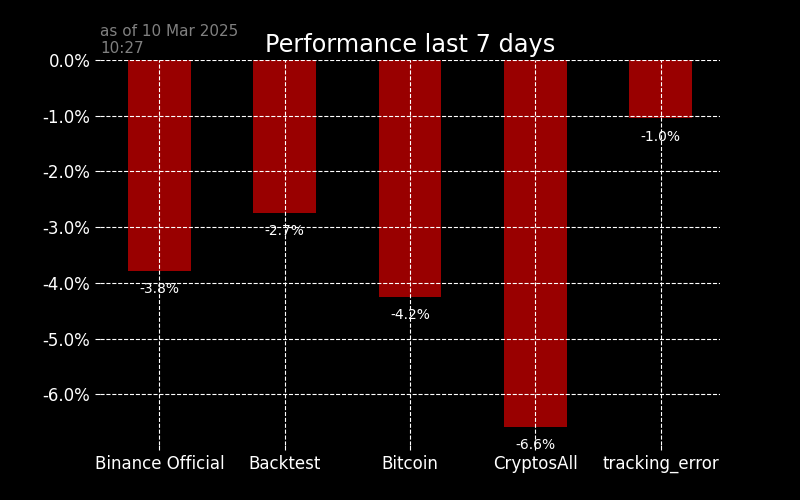 as of 10 Mar 2025
10:27
Performance last 7 days
0.0%
-1.0%
-2.0%
-3.0%
-4.0%
-5.0%
-6.0%
-3.8%
-2.7%
-4.2%
-6.6%
-1.0%
Binance Official
Backtest
Bitcoin
CryptosAll
tracking_error